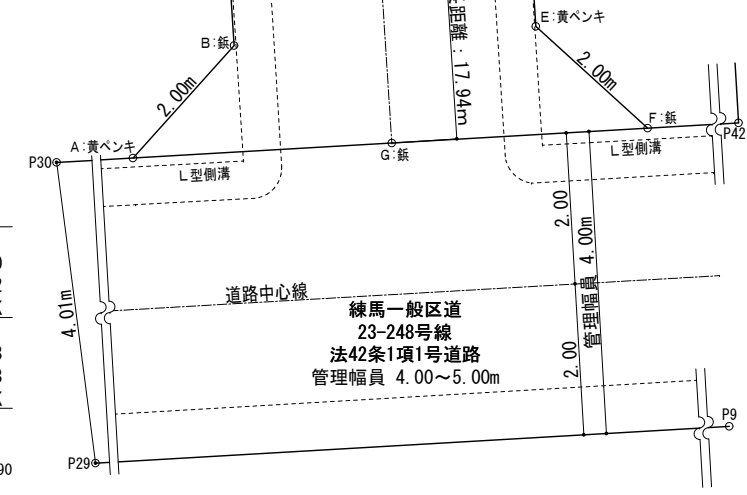 E：黄ペンキ
B：鋲
距離：17.94m
2.00m
2.00m
F：鋲
P42
A：黄ペンキ
P30
L型側溝
G：鋲
L型側溝
2.00
管理幅員 4.00m
4.01m
道路中心線
練馬一般区道
23-248号線
法42条1項1号道路
管理幅員 4.00～5.00m
2.00
P9
P29
90